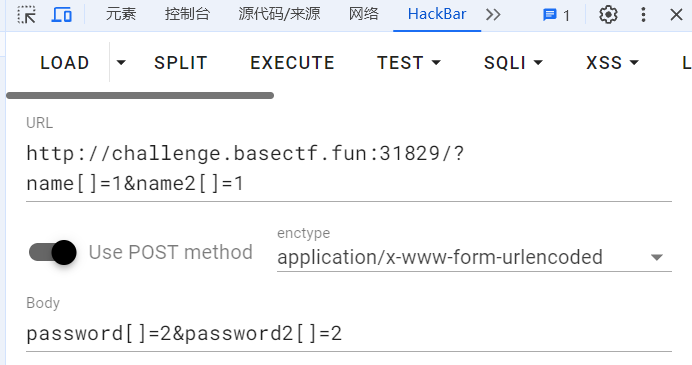 元素 控制台 源代码/来源 网络 HackBar 1
LOAD SPLIT EXECUTE TEST SQLI XSS L
URL
http://challenge.basectf.fun:31829/?
name[]=1&name2[]=1
enctype
Use POST method application/x-www-form-urlencoded
Body
password[]=2&password2[]=2